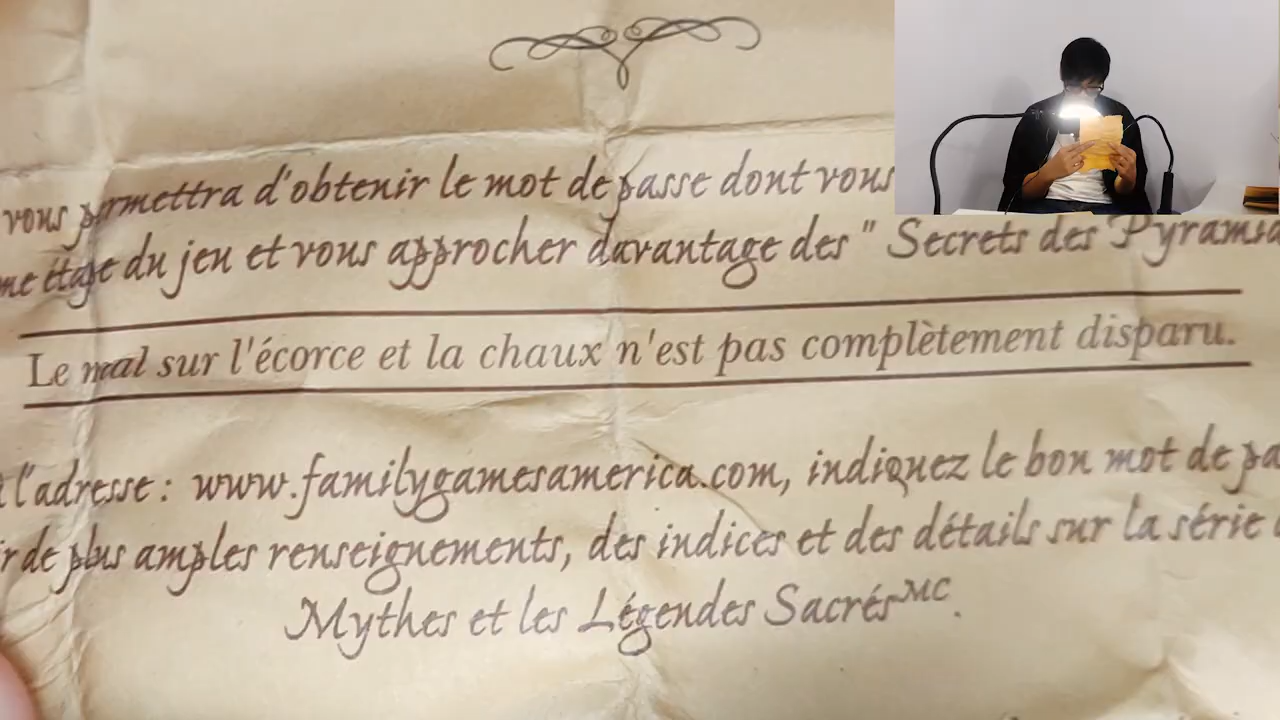 vous permettra d'obtenir le mot de passe dont vous
me étage du jeu et vous approcher davantage des " Secrets des Pyramid
Le mal sur l'écorce et la chaux n'est pas complètement disparu.
l'adresse : www.familygamesamerica.com, indiquez le bon mot de pa
r de plus amples renseignements, des indices et des détails sur la série
Mythes et les Légendes Sacrés MC.